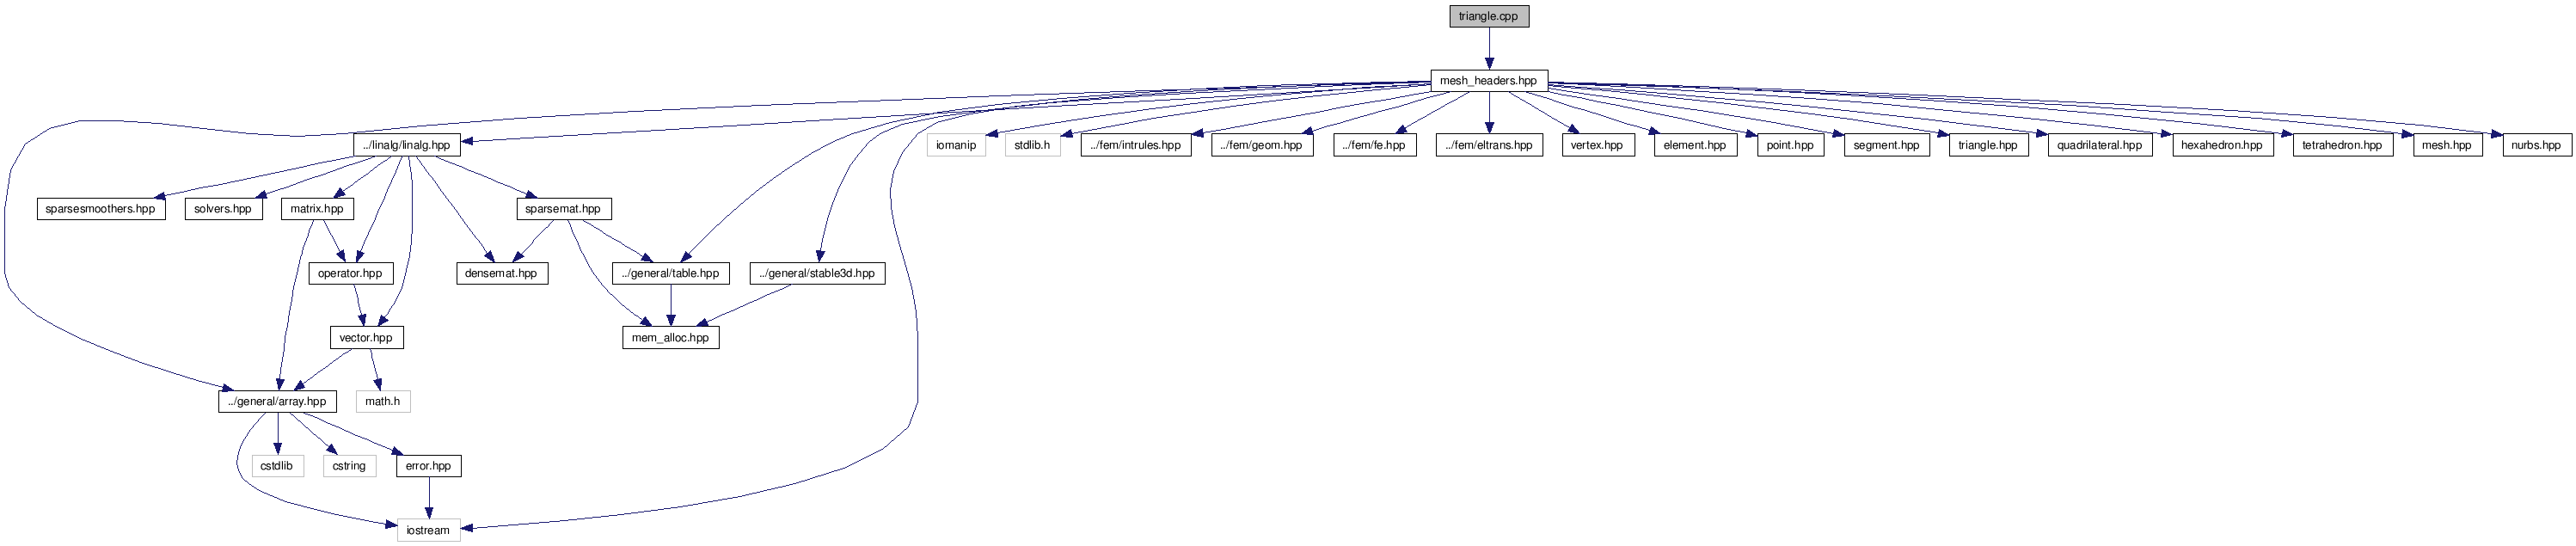 triangle.cpp
mesh_headers.hpp
../linalg/linalg.hpp
iomanip
stdlib.h
../fem/intrules.hpp
../fem/geom.hpp
../fem/fe.hpp
../fem/eltrans.hpp
vertex.hpp
element.hpp
point.hpp
segment.hpp
triangle.hpp
quadrilateral.hpp
hexahedron.hpp
tetrahedron.hpp
mesh.hpp
nurbs.hpp
sparsesmoothers.hpp
solvers.hpp
matrix.hpp
sparsemat.hpp
operator.hpp
densemat.hpp
../general/table.hpp
../general/stable3d.hpp
vector.hpp
mem_alloc.hpp
../general/array.hpp
math.h
cstdlib
cstring
error.hpp
iostream